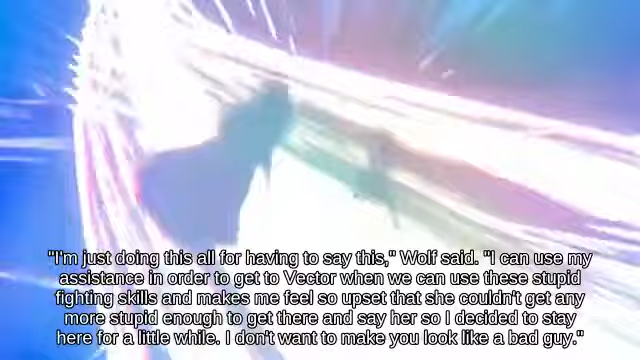 "I'm just doing this all for having to say this," Wolf said. "I can use my
assistance in order to get to Vector when we can use these stupid
fighting skills and makes me feel so upset that she couldn't get any
more stupid enough to get there and say her so I decided to stay
here for a little while. I don't want to make you look like a bad guy."